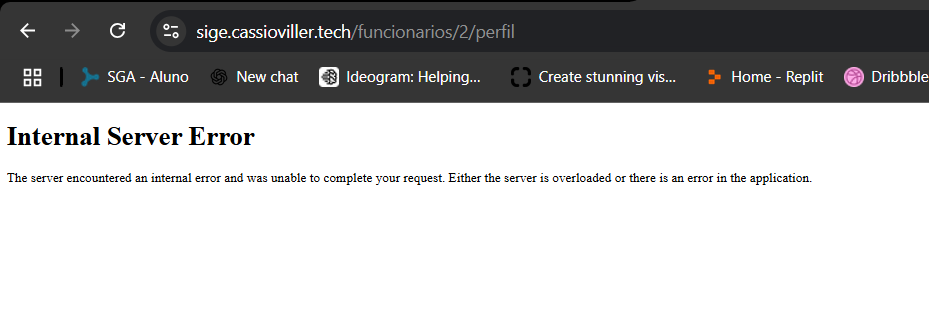 sige.cassioviller.tech/funcionarios/2/perfil
SGA - Aluno New chat Ideogram: Helping... Create stunning vis... Home - Replit Dribbble
Internal Server Error
The server encountered an internal error and was unable to complete your request. Either the server is overloaded or there is an error in the application.